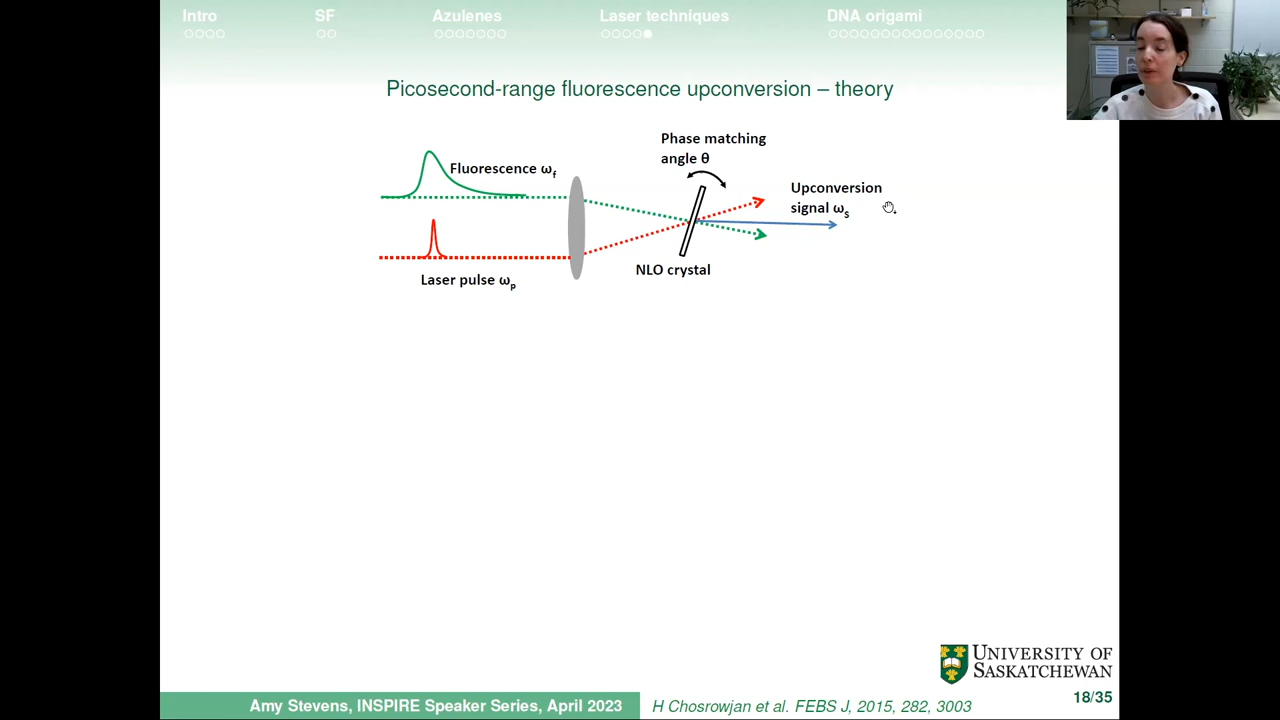 Intro SF Azulenes Laser techniques DNA origami
Picosecond-range fluorescence upconversion – theory
Phase matching
angle θ
Fluorescence ωf
Upconversion
signal ωs
NLO crystal
Laser pulse ωp
UNIVERSITY OF
SASKATCHEWAN
18/35
Amy Stevens, INSPIRE Speaker Series, April 2023
H Chosrowjan et al. FEBS J, 2015, 282, 3003